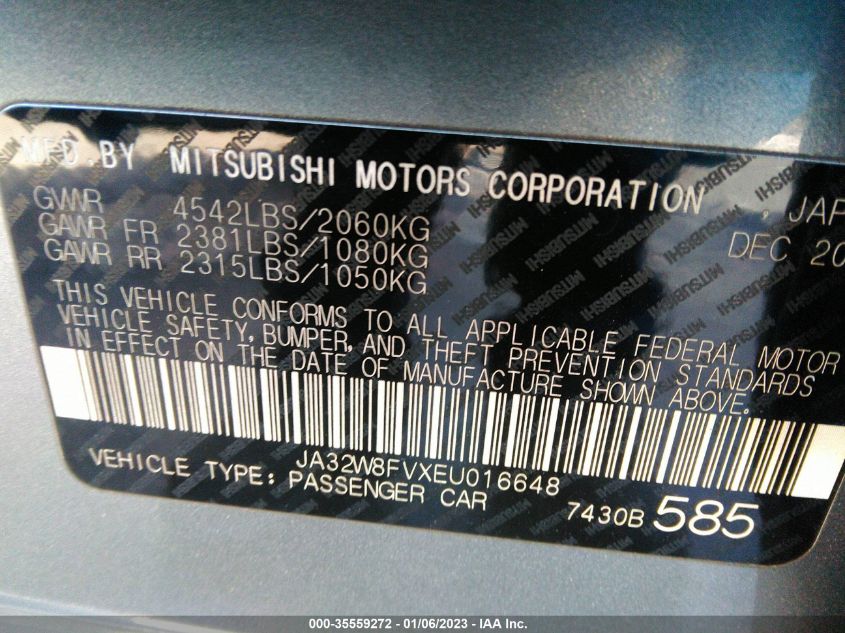 MFD.BY MITSUBISHI MOTORS CORPORATION , JAP
GVWR 4542LBS/2060KG DEC 20
GAWR FR 2381LBS/1080KG
GAWR RR 2315LBS/1050KG
THIS VEHICLE CONFORMS TO ALL APPLICABLE FEDERAL MOTOR
VEHICLE SAFETY, BUMPER, AND THEFT PREVENTION STANDARDS
IN EFFECT ON THE DATE OF MANUFACTURE SHOWN ABOVE.
JA32W8FVXEU016648
VEHICLE TYPE: PASSENGER CAR
7430B 585
000-35559272 - 01/06/2023 - IAA Inc.